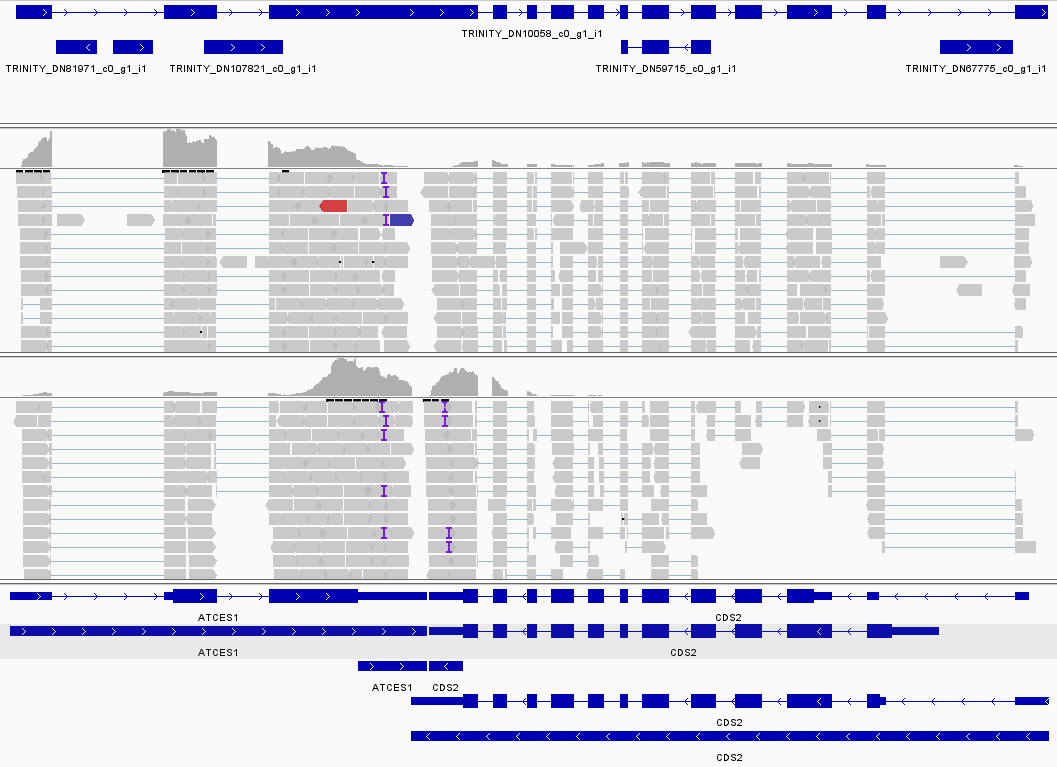 TRINITY_DN10058_c0_g1_i1
TRINITY_DN81971_c0_g1_i1 TRINITY_DN107821_c0_g1_i1 TRINITY_DN59715_c0_g1_i1 TRINITY_DN67775_c0_g1_i1
ATCES1 CDS2
ATCES1 CDS2
ATCES1 CDS2
CDS2
CDS2